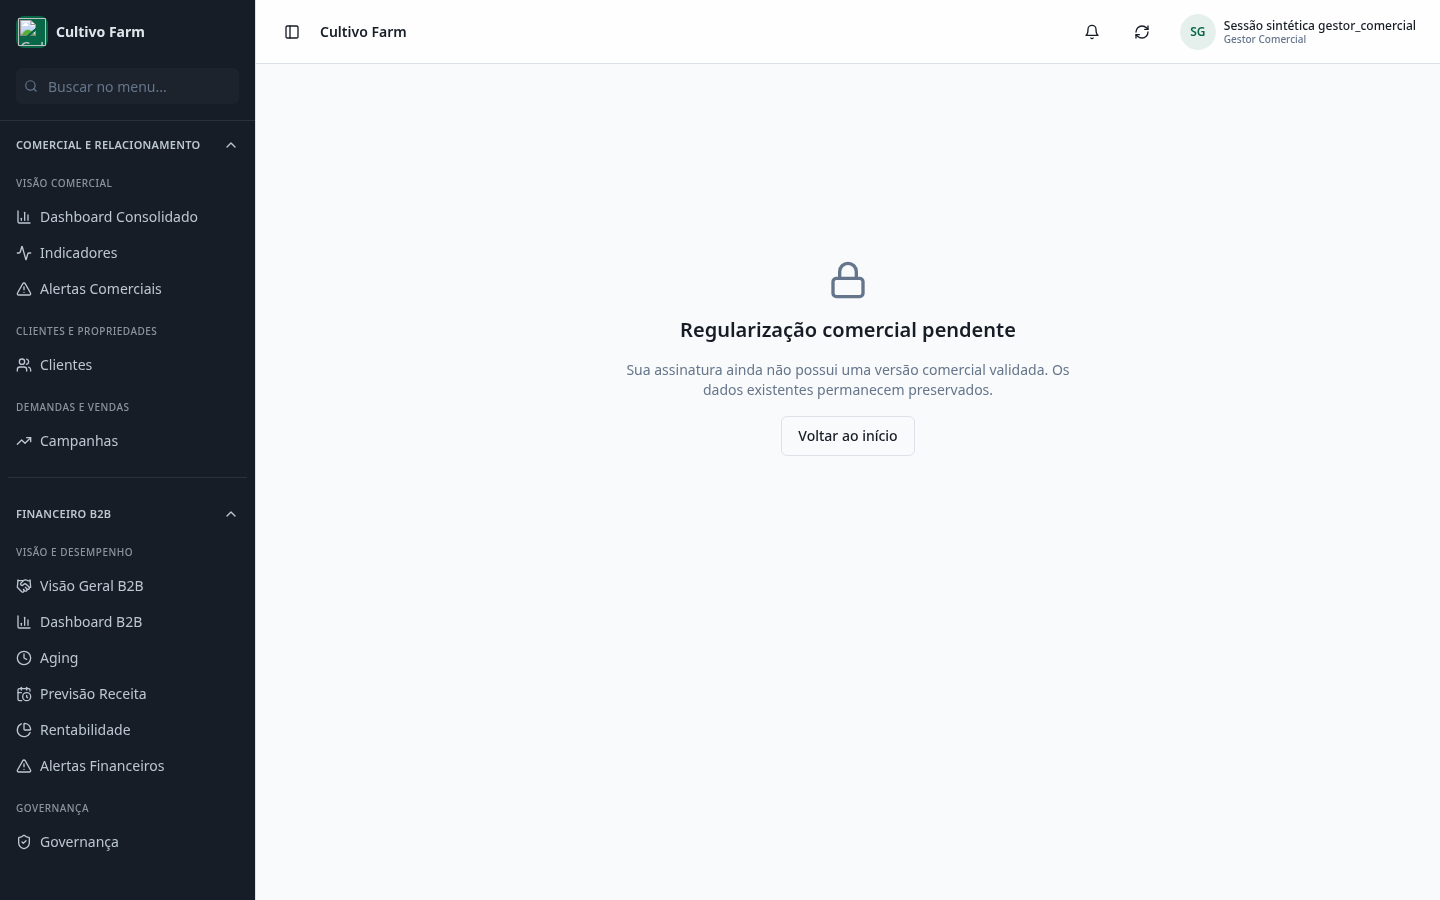 Cultivo Farm
Buscar no menu...
COMERCIAL E RELACIONAMENTO
VISÃO COMERCIAL
Dashboard Consolidado
Indicadores
Alertas Comerciais
CLIENTES E PROPRIEDADES
Clientes
DEMANDAS E VENDAS
Campanhas
FINANCEIRO B2B
VISÃO E DESEMPENHO
Visão Geral B2B
Dashboard B2B
Aging
Previsão Receita
Rentabilidade
Alertas Financeiros
GOVERNANÇA
Governança
Cultivo Farm
SG
Sessão sintética gestor_comercial
Gestor Comercial
Regularização comercial pendente
Sua assinatura ainda não possui uma versão comercial validada. Os
dados existentes permanecem preservados.
Voltar ao início